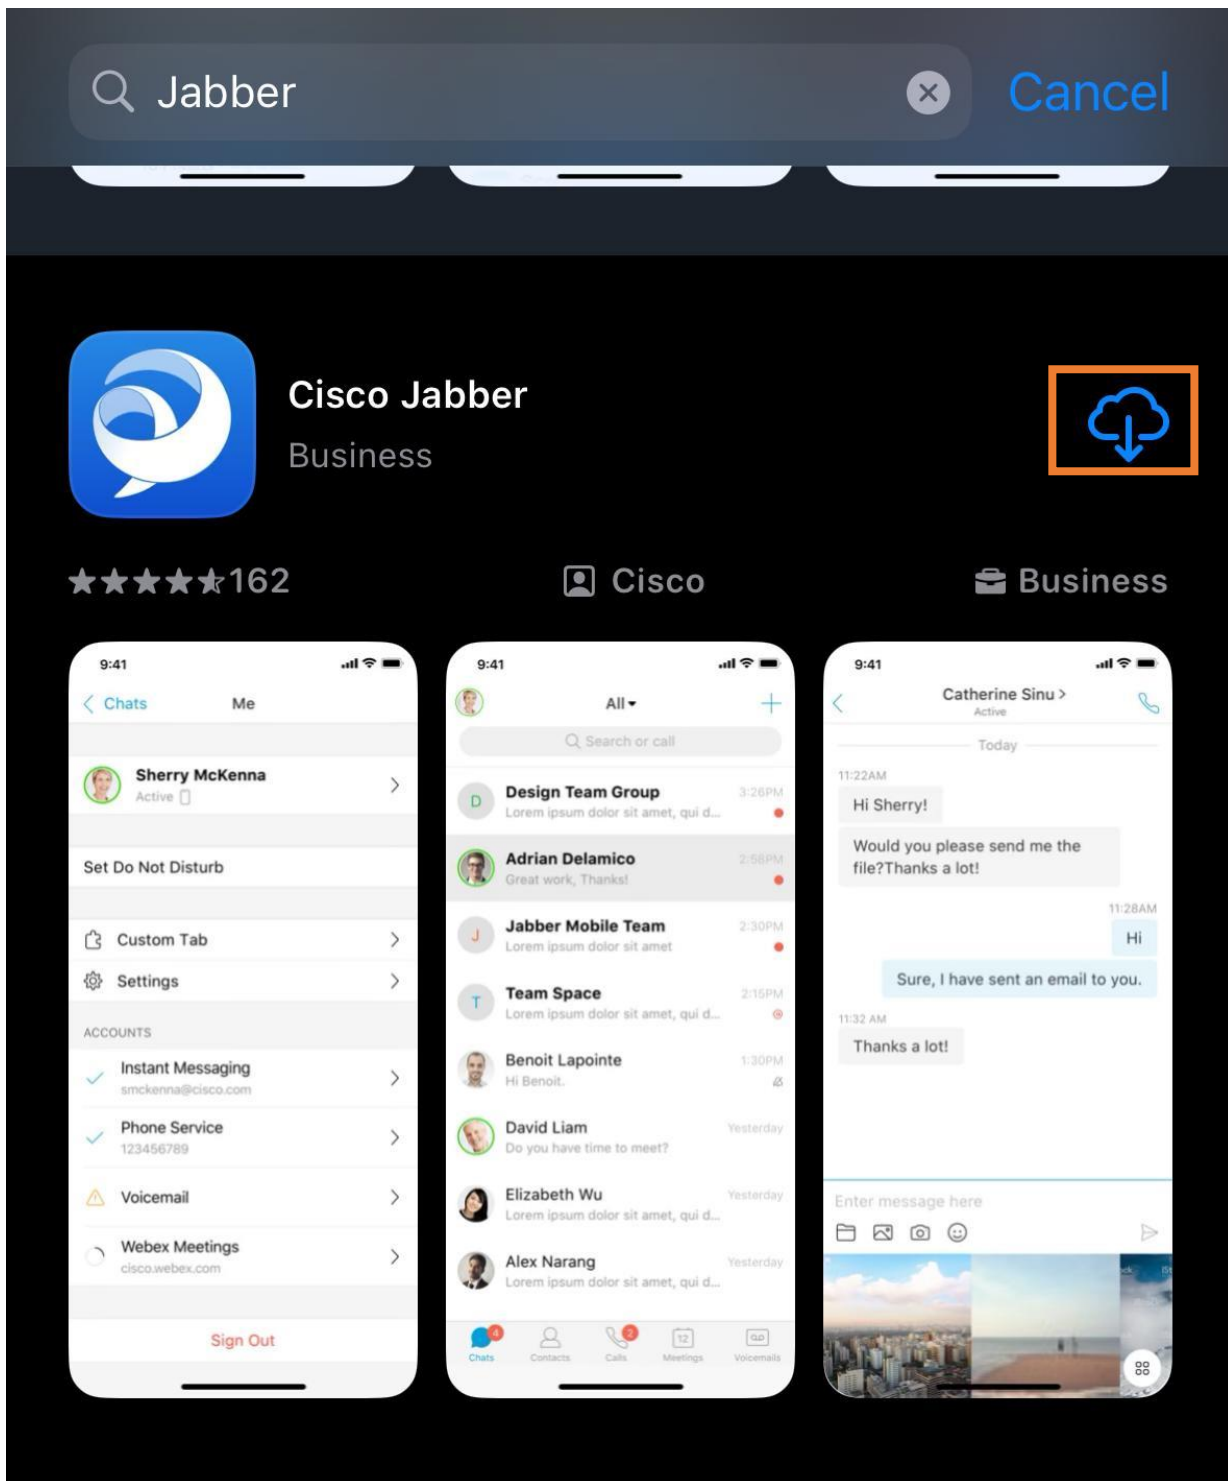 Jabber
Cancel
Cisco Jabber
Business
162
Cisco
Business
9:41
Chats
Me
Sherry McKenna
Active
Set Do Not Disturb
Custom Tab
Settings
ACCOUNTS
Instant Messaging
smckenna@cisco.com
Phone Service
123456789
Voicemail
Webex Meetings
cisco.webex.com
Sign Out
9:41
All
Search or call
Design Team Group
3:26PM
Lorem ipsum dolor sit amet, qui d...
Adrian Delamico
2:58PM
Great work, Thanks!
Jabber Mobile Team
2:30PM
Lorem ipsum dolor sit amet
Team Space
2:15PM
Lorem ipsum dolor sit amet, qui d...
Benoit Lapointe
1:30PM
Hi Benoit.
David Liam
Yesterday
Do you have time to meet?
Elizabeth Wu
Yesterday
Lorem ipsum dolor sit amet, qui d...
Alex Narang
Yesterday
Lorem ipsum dolor sit amet, qui d...
4
2
12
Chats
Contacts
Calls
Meetings
Voicemails
9:41
Catherine Sinu >
Active
Today
11:22AM
Hi Sherry!
Would you please send me the
file?Thanks a lot!
11:28AM
Hi
Sure, I have sent an email to you.
11:32 AM
Thanks a lot!
Enter message here